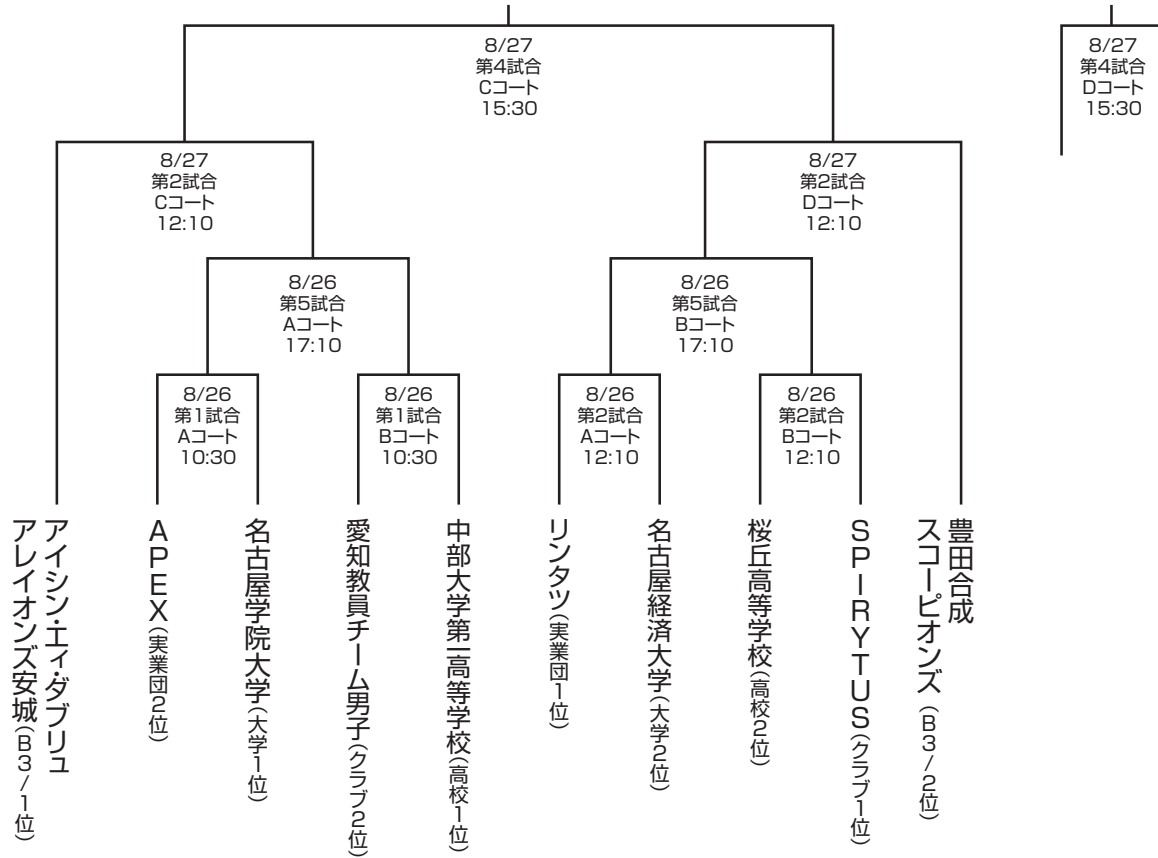 8/27
第4試合
Cコート
15:30
8/27
第4試合
Dコート
15:30
8/27
第2試合
Cコート
12:10
8/27
第2試合
Dコート
12:10
8/26
第5試合
Aコート
17:10
8/26
第5試合
Bコート
17:10
8/26
第1試合
Aコート
10:30
8/26
第1試合
Bコート
10:30
8/26
第2試合
Aコート
12:10
8/26
第2試合
Bコート
12:10
アイシン・エィ・ダブリュ
アレイオンズ安城(B3/1位)
APEX(実業団2位)
名古屋学院大学(大学1位)
愛知教員チーム男子(クラブ2位)
中部大学第一高等学校(高校1位)
リンタツ(実業団1位)
名古屋経済大学(大学2位)
桜丘高等学校(高校2位)
SPIRYTUS(クラブ1位)
豊田合成
スコーピオンズ(B3/2位)